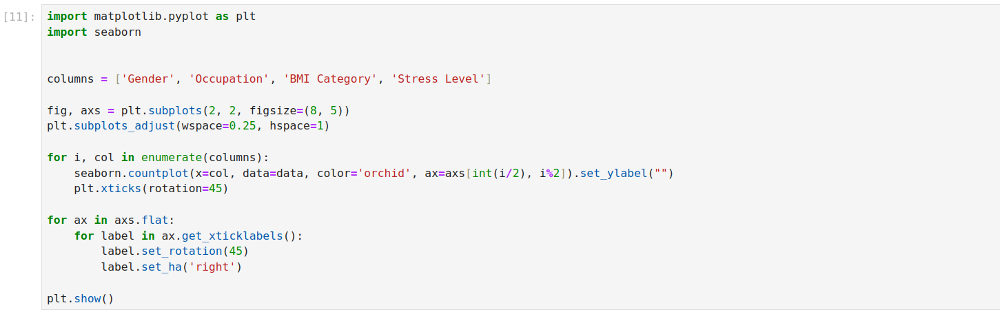 [11]:
import matplotlib.pyplot as plt
import seaborn
columns = ['Gender', 'Occupation', 'BMI Category', 'Stress Level']
fig, axs = plt.subplots(2, 2, figsize=(8, 5))
plt.subplots_adjust(wspace=0.25, hspace=1)
for i, col in enumerate(columns):
    seaborn.countplot(x=col, data=data, color='orchid', ax=axs[int(i/2), i%2]).set_ylabel("")
    plt.xticks(rotation=45)
for ax in axs.flat:
    for label in ax.get_xticklabels():
        label.set_rotation(45)
        label.set_ha('right')
plt.show()